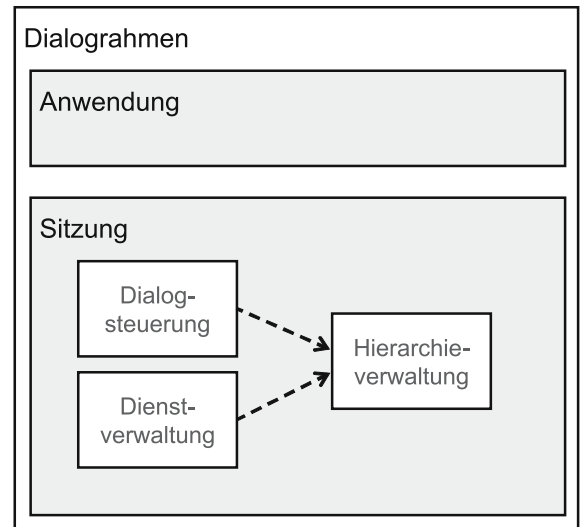 Dialograhmen
Anwendung
Sitzung
Dialog-
steuerung
Hierarchie-
verwaltung
Dienst-
verwaltung